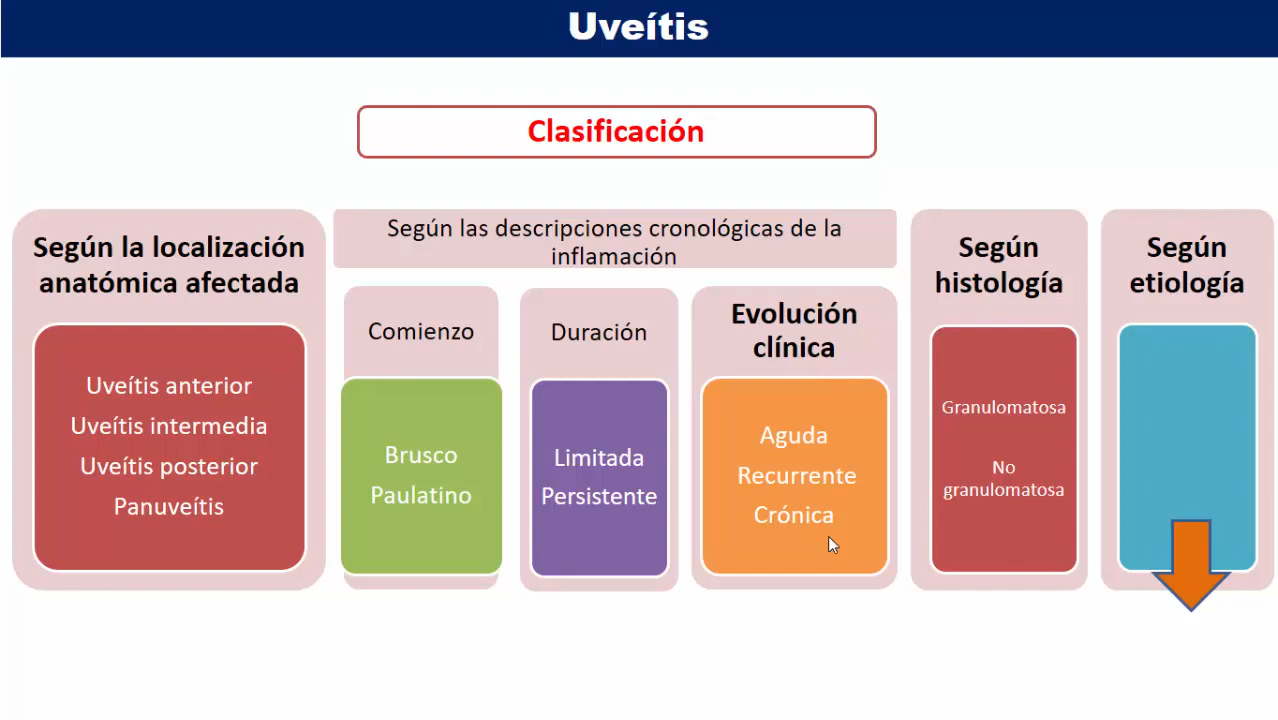 Uveítis
Clasificación
Según la localización
anatómica afectada
Uveítis anterior
Uveítis intermedia
Uveítis posterior
Panuveítis
Según las descripciones cronológicas de la
inflamación
Comienzo
Brusco
Paulatino
Duración
Limitada
Persistente
Evolución
clínica
Aguda
Recurrente
Crónica
Según
histología
Granulomatosa
No
granulomatosa
Según
etiología